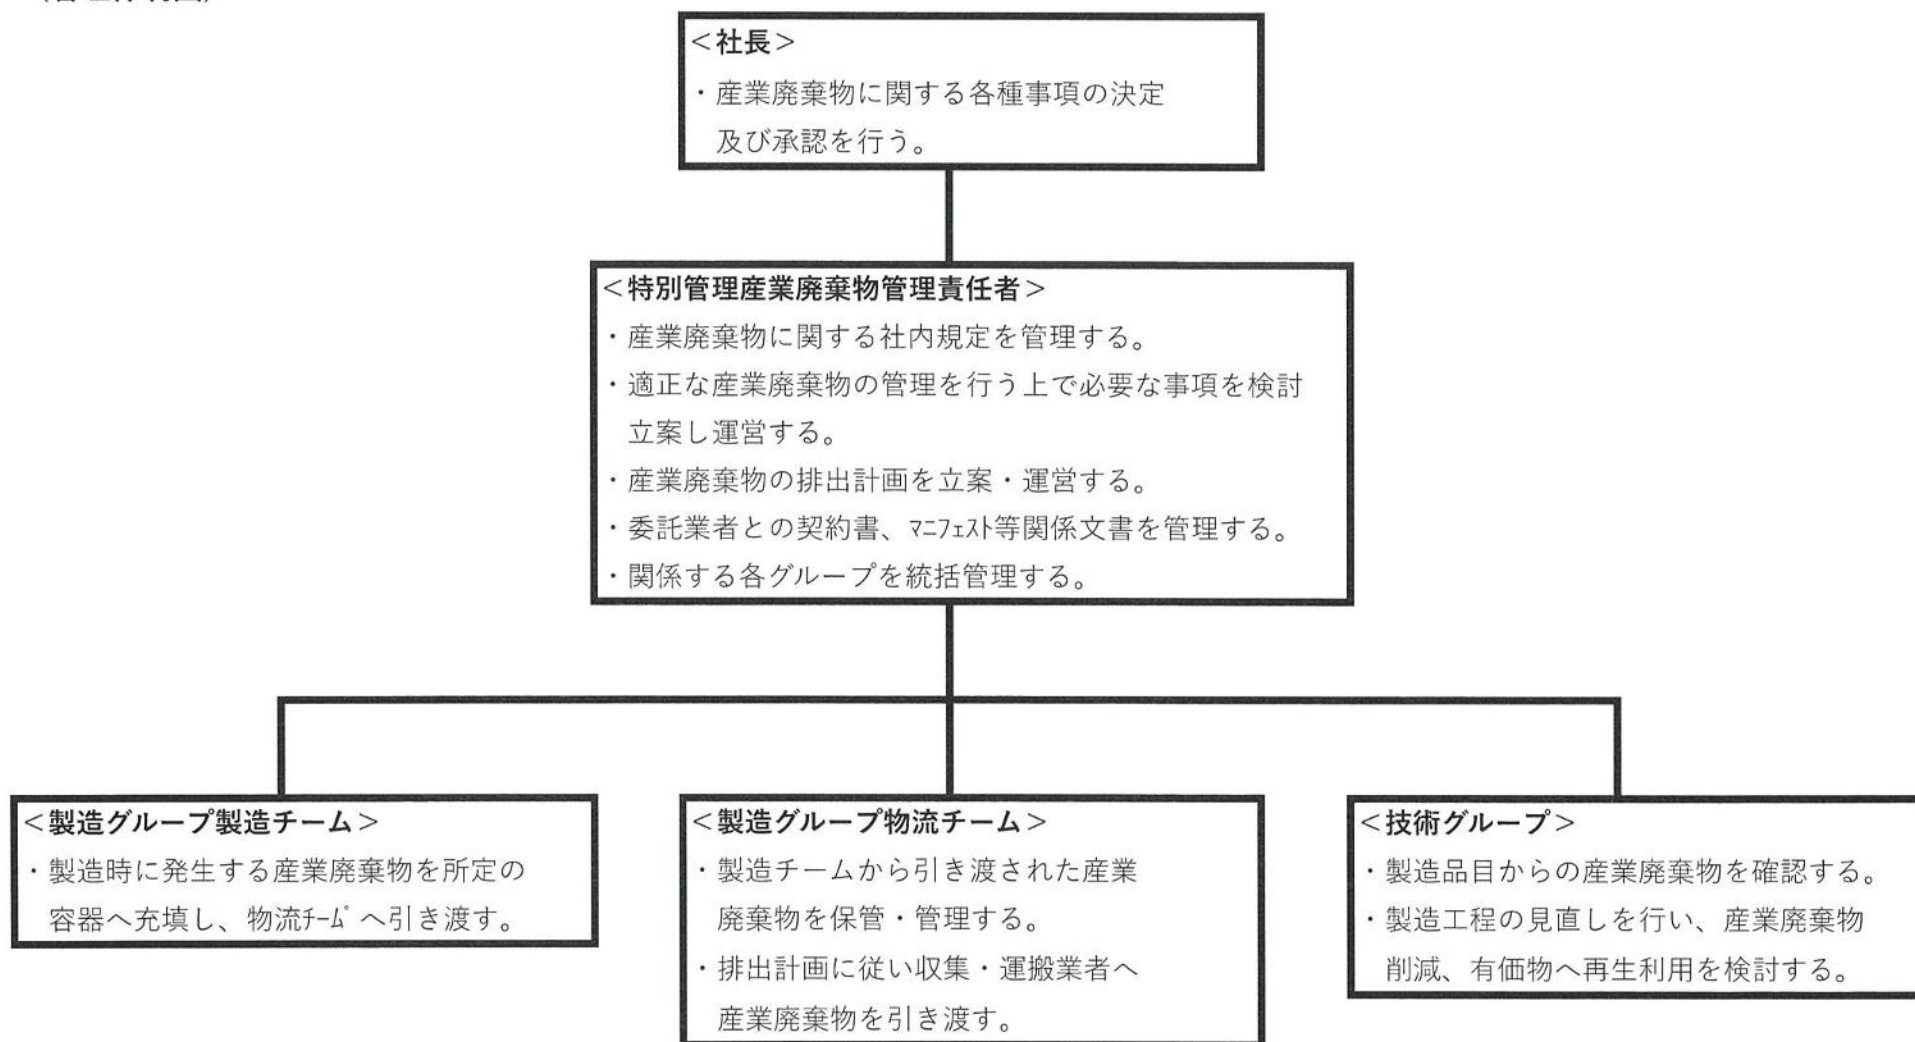 <社長>
・産業廃棄物に関する各種事項の決定
及び承認を行う。
<特別管理産業廃棄物管理責任者>
・産業廃棄物に関する社内規定を管理する。
・適正な産業廃棄物の管理を行う上で必要な事項を検討
立案し運営する。
・産業廃棄物の排出計画を立案・運営する。
・委託業者との契約書、ﾏﾆﾌｪｽﾄ等関係文書を管理する。
・関係する各グループを統括管理する。
<製造グループ製造チーム>
・製造時に発生する産業廃棄物を所定の
容器へ充填し、物流ﾁｰﾑﾞへ引き渡す。
<製造グループ物流チーム>
・製造チームから引き渡された産業
廃棄物を保管・管理する。
・排出計画に従い収集・運搬業者へ
産業廃棄物を引き渡す。
<技術グループ>
・製造品目からの産業廃棄物を確認する。
・製造工程の見直しを行い、産業廃棄物
削減、有価物へ再生利用を検討する。